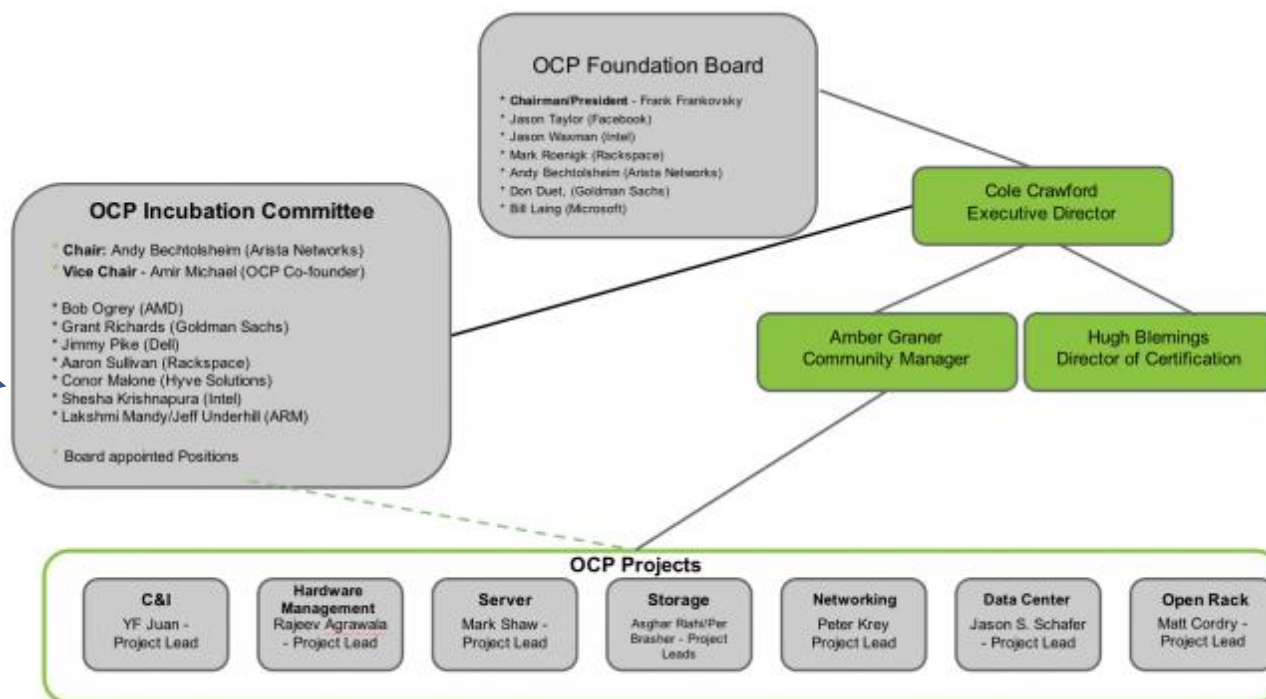 OCP Foundation Board
* Chairman/President - Frank Frankovsky
* Jason Taylor (Facebook)
* Jason Waxman (Intel)
* Mark Roenigk (Rackspace)
* Andy Bechtolsheim (Arista Networks)
* Don Duet, (Goldman Sachs)
* Bill Laing (Microsoft)
Cole Crawford
Executive Director
OCP Incubation Committee
* Chair: Andy Bechtolsheim (Arista Networks)
* Vice Chair - Amir Michael (OCP Co-founder)
* Bob Ogrey (AMD)
* Grant Richards (Goldman Sachs)
* Jimmy Pike (Dell)
* Aaron Sullivan (Rackspace)
* Conor Malone (Hyve Solutions)
* Shesha Krishnapura (Intel)
* Lakshmi Mandy/Jeff Underhill (ARM)
* Board appointed Positions
Amber Graner
Community Manager
Hugh Blemings
Director of Certification
OCP Projects
C&I
YF Juan -
Project Lead
Hardware
Management
Rajeev Agrawala
- Project Lead
Server
Mark Shaw -
Project Lead
Storage
Asghar Riahi/Per
Brasher - Project
Leads
Networking
Peter Krey
Project Lead
Data Center
Jason S. Schafer
- Project Lead
Open Rack
Matt Cordry -
Project Lead